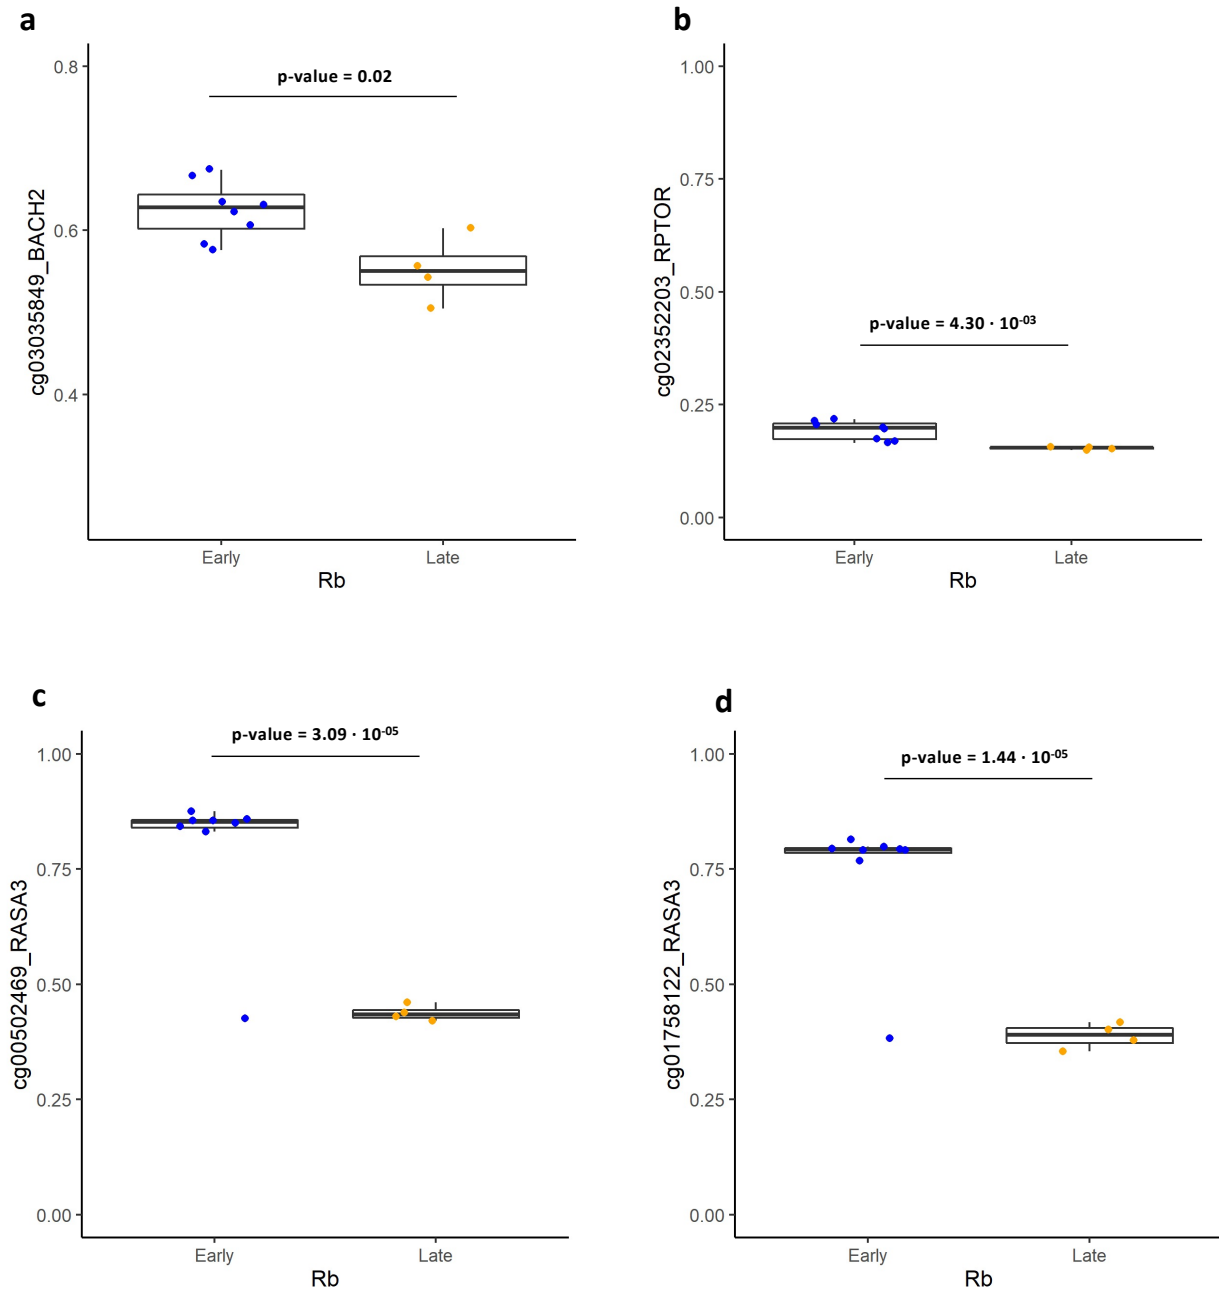 a
p-value = 0.02
cg03035849_BACH2
0.8
0.6
0.4
Early
Late
Rb
b
p-value = 4.30 · 10⁻⁰³
cg02352203_RPTOR
1.00
0.75
0.50
0.25
0.00
Early
Late
Rb
c
p-value = 3.09 · 10⁻⁰⁵
cg00502469_RASA3
1.00
0.75
0.50
0.25
0.00
Early
Late
Rb
d
p-value = 1.44 · 10⁻⁰⁵
cg01758122_RASA3
1.00
0.75
0.50
0.25
0.00
Early
Late
Rb